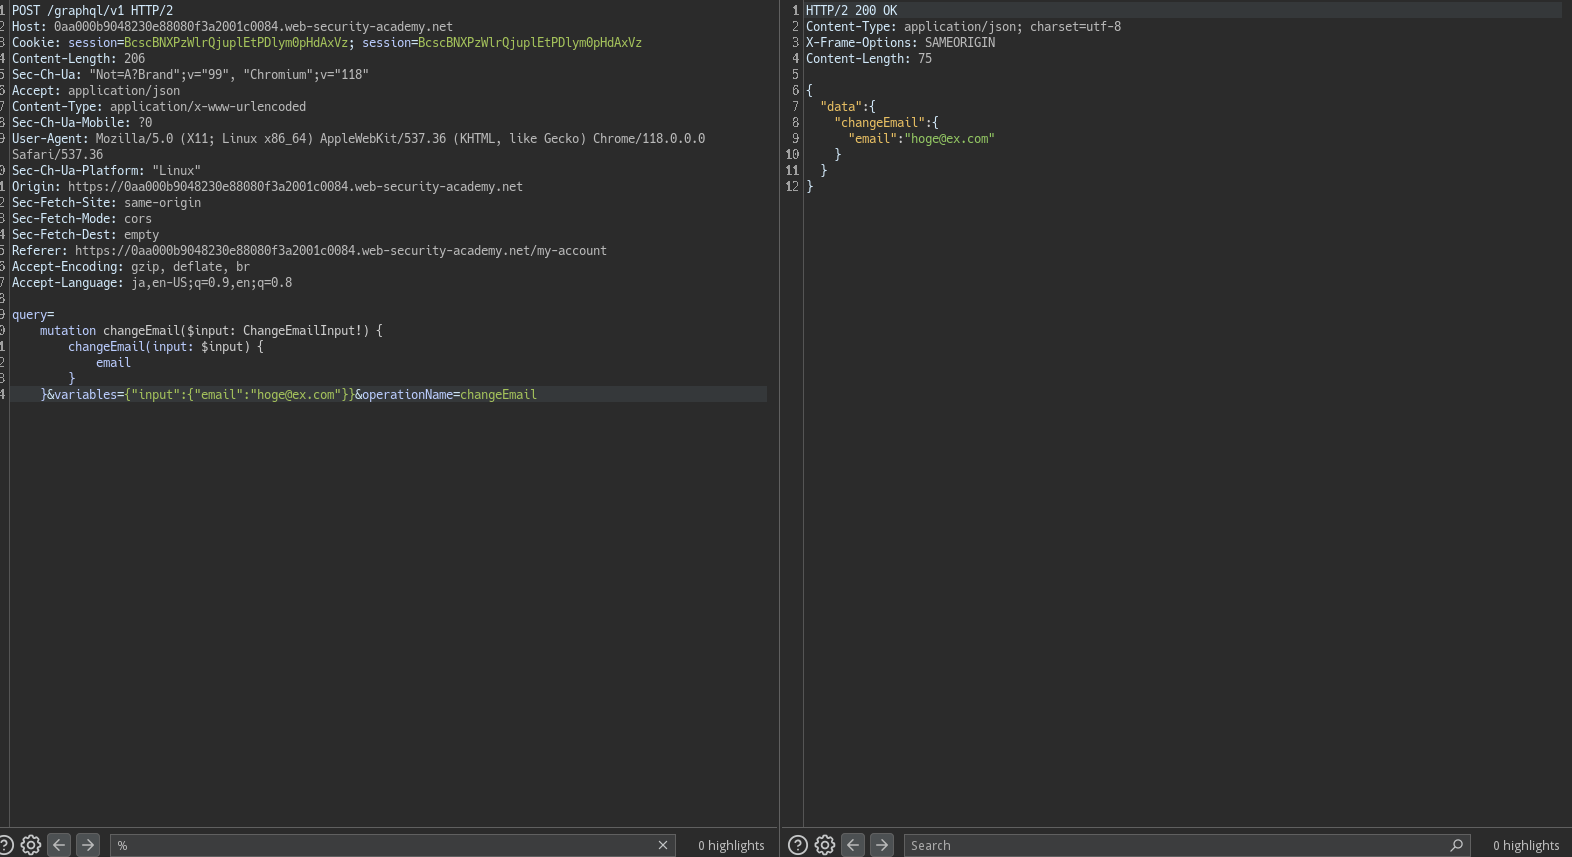 1 POST /graphql/v1 HTTP/2
2 Host: 0aa000b9048230e88080f3a2001c0084.web-security-academy.net
3 Cookie: session=BcscBNXPzWlrQjuplEtPDlym0pHdAxVz; session=BcscBNXPzWlrQjuplEtPDlym0pHdAxVz
4 Content-Length: 206
5 Sec-Ch-Ua: "Not=A?Brand";v="99", "Chromium";v="118"
6 Accept: application/json
7 Content-Type: application/x-www-urlencoded
8 Sec-Ch-Ua-Mobile: ?0
9 User-Agent: Mozilla/5.0 (X11; Linux x86_64) AppleWebKit/537.36 (KHTML, like Gecko) Chrome/118.0.0.0
Safari/537.36
0 Sec-Ch-Ua-Platform: "Linux"
1 Origin: https://0aa000b9048230e88080f3a2001c0084.web-security-academy.net
2 Sec-Fetch-Site: same-origin
3 Sec-Fetch-Mode: cors
4 Sec-Fetch-Dest: empty
5 Referer: https://0aa000b9048230e88080f3a2001c0084.web-security-academy.net/my-account
6 Accept-Encoding: gzip, deflate, br
7 Accept-Language: ja,en-US;q=0.9,en;q=0.8
8
9 query=
0 mutation changeEmail($input: ChangeEmailInput!) {
1 changeEmail(input: $input) {
2 email
3 }
4 }&variables={"input":{"email":"hoge@ex.com"}}&operationName=changeEmail
% 0 highlights
1 HTTP/2 200 OK
2 Content-Type: application/json; charset=utf-8
3 X-Frame-Options: SAMEORIGIN
4 Content-Length: 75
5
6 {
7 "data":{
8 "changeEmail":{
9 "email":"hoge@ex.com"
10 }
11 }
12 }
Search 0 highlights